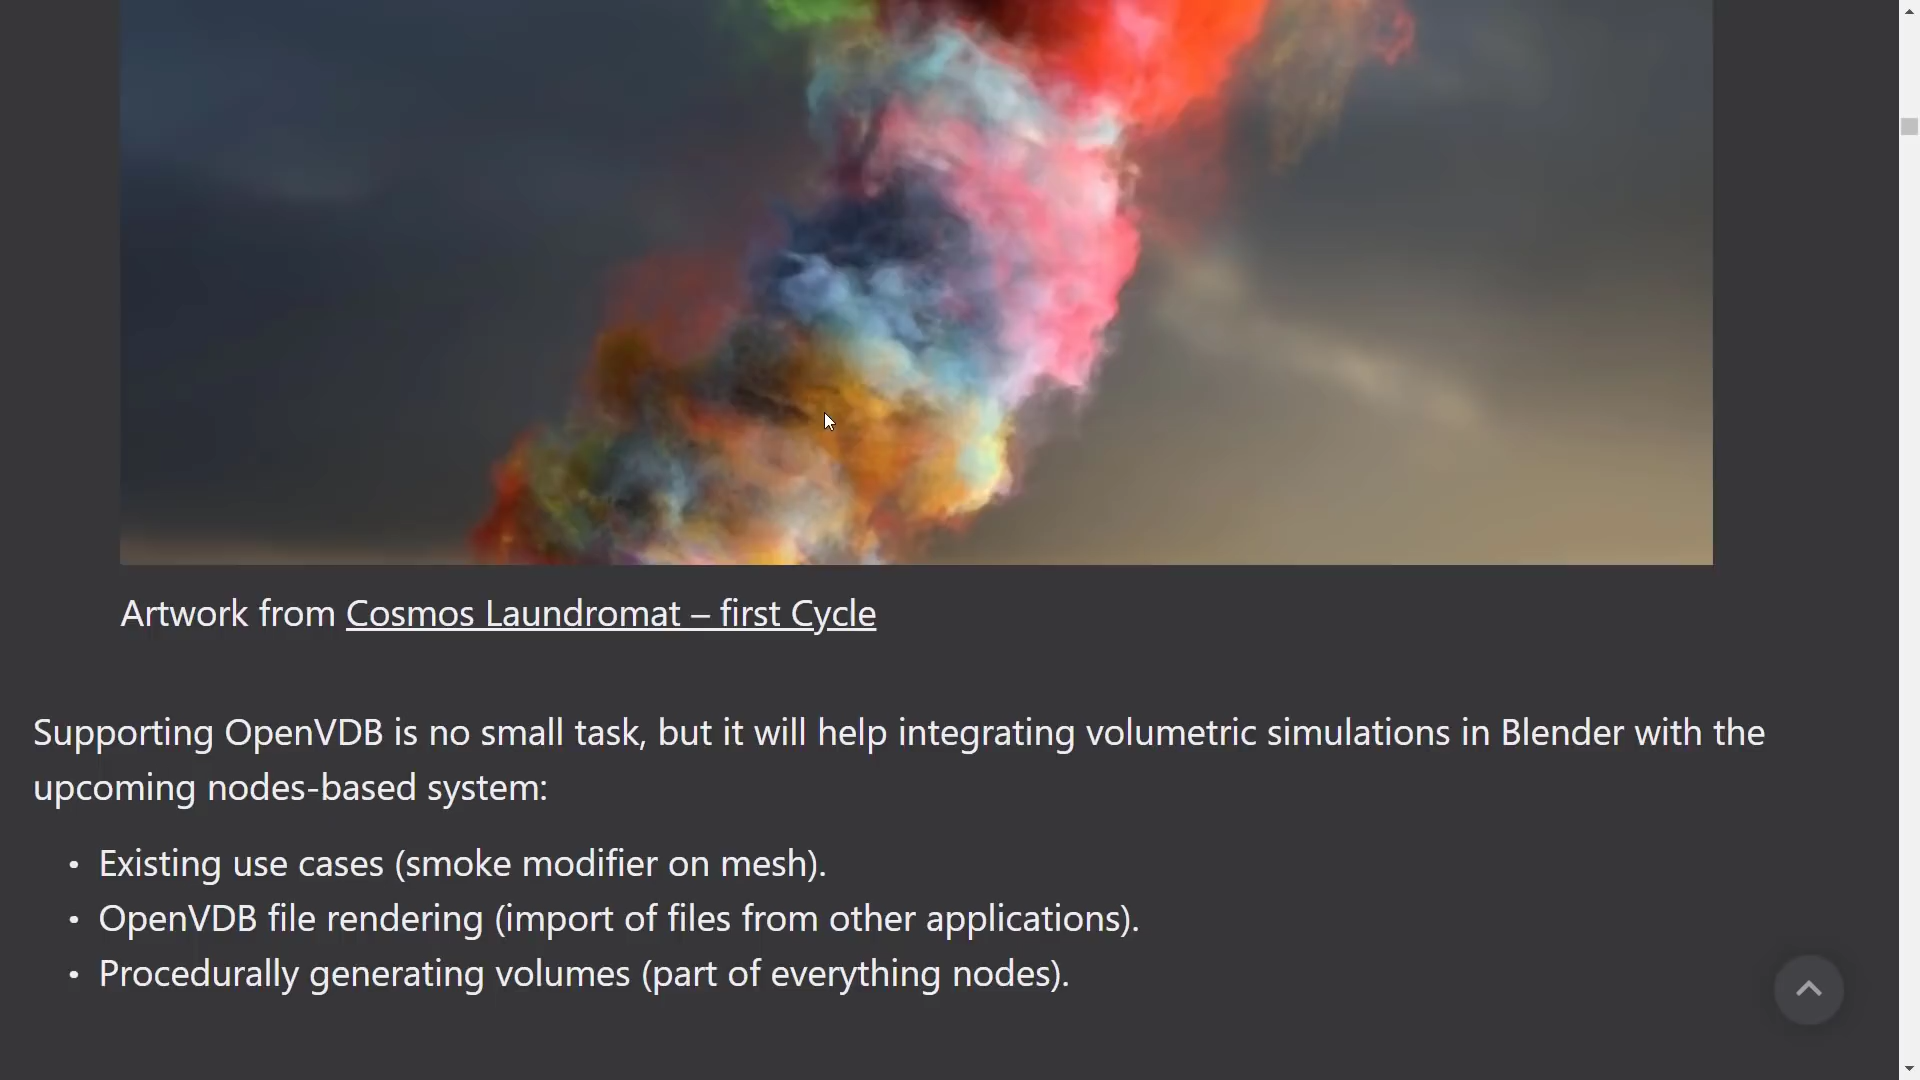 Artwork from Cosmos Laundromat – first Cycle
Supporting OpenVDB is no small task, but it will help integrating volumetric simulations in Blender with the
upcoming nodes-based system:
• Existing use cases (smoke modifier on mesh).
• OpenVDB file rendering (import of files from other applications).
• Procedurally generating volumes (part of everything nodes).